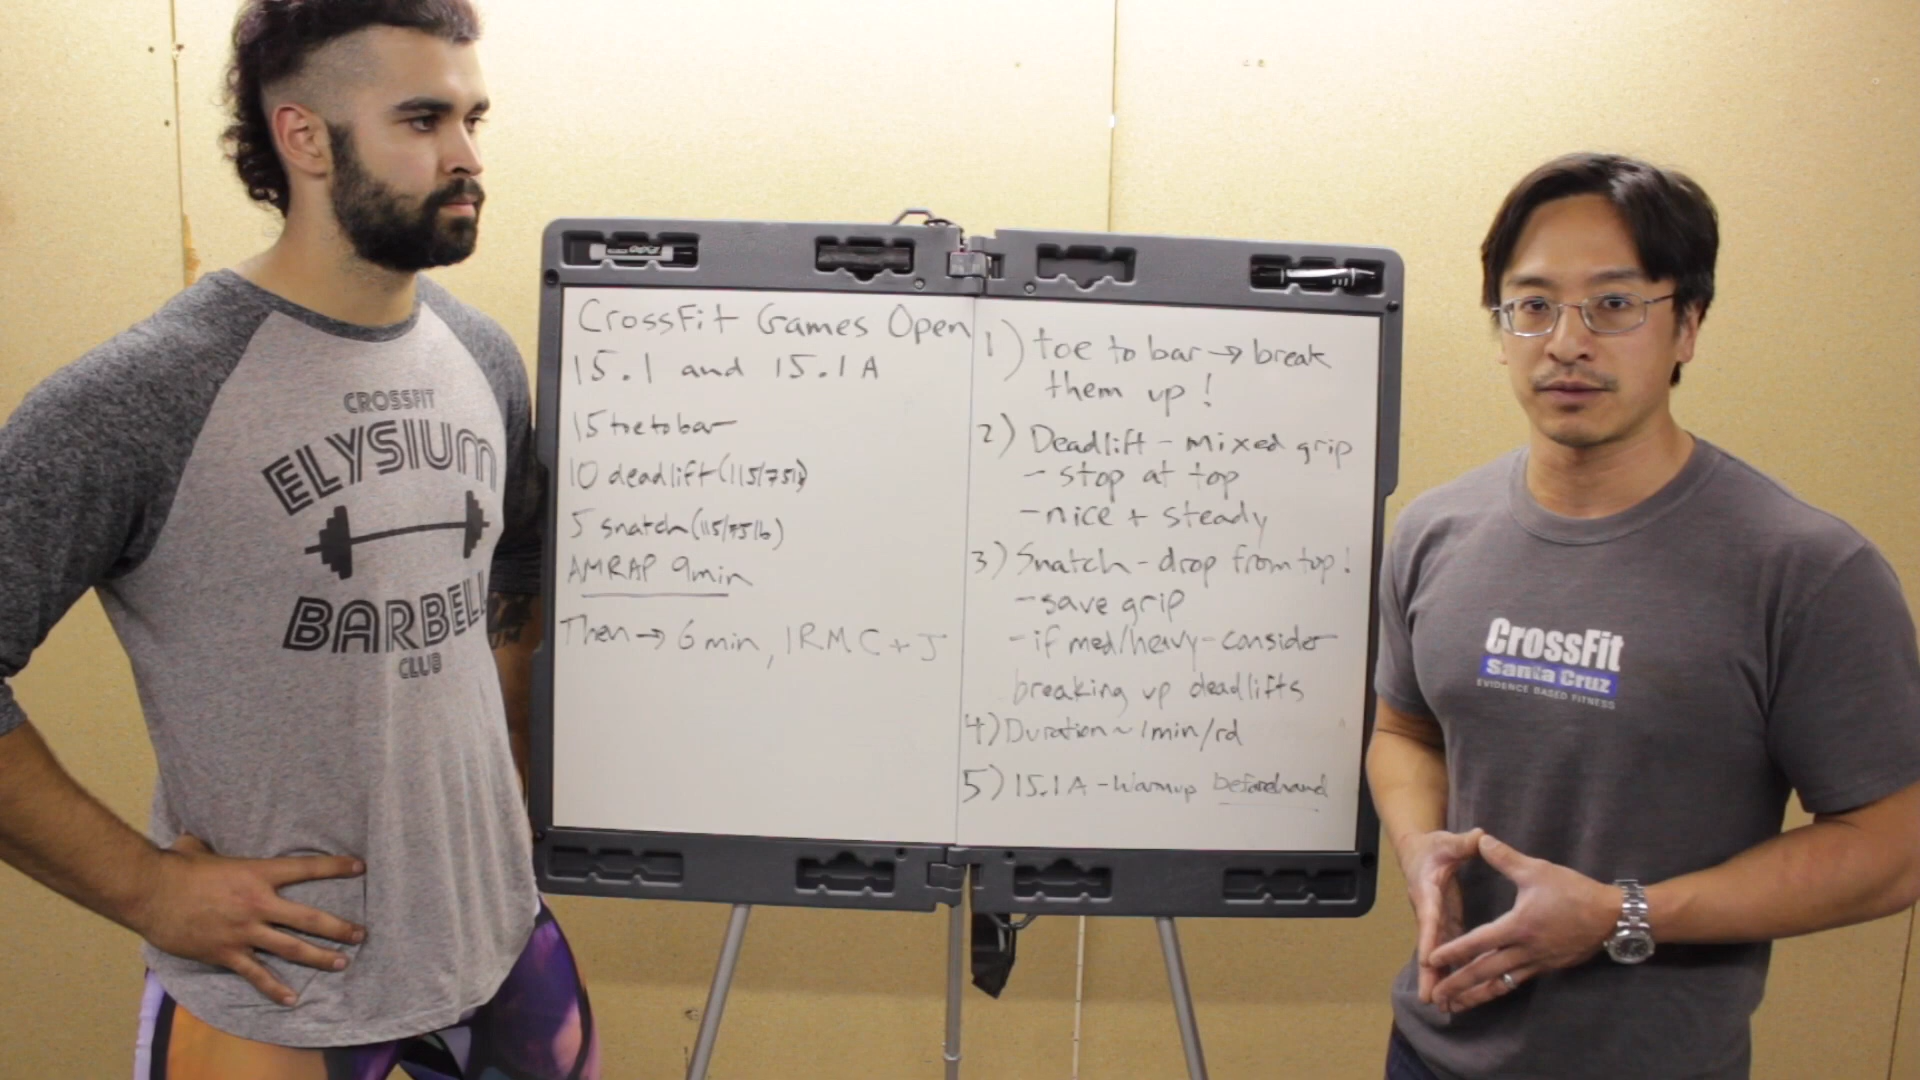 CROSSFIT
ELYSIUM
BARBELL
CLUB
CrossFit Games Open
15.1 and 15.1A
15 toe to bar
10 deadlift (115/75lb)
5 snatch (115/75lb)
AMRAP 9min
Then → 6 min, 1RM C + J
1) toe to bar → break
them up!
2) Deadlift - mixed grip
- stop at top
- nice + steady
3) Snatch - drop from top!
- save grip
- if med/heavy - consider
breaking up deadlifts
4) Duration ~ 1min/rd
5) 15.1A - Warmup beforehand
CrossFit
Santa Cruz
EVIDENCE BASED FITNESS